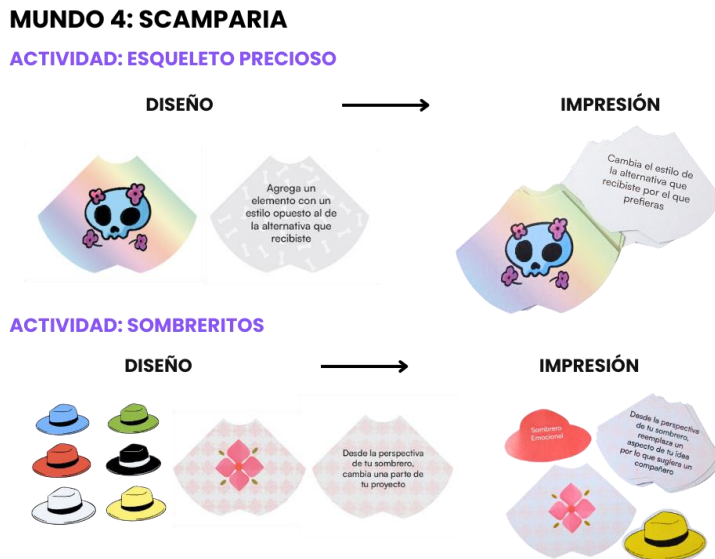 MUNDO 4: SCAMPARIA
ACTIVIDAD: ESQUELETO PRECIOSO
DISEÑO
IMPRESIÓN
Agrega un
elemento con un
estilo opuesto al de
la alternativa que
recibiste
Cambia el estilo de
la alternativa que
recibiste por el que
prefieras
ACTIVIDAD: SOMBRERITOS
DISEÑO
IMPRESIÓN
Desde la perspectiva
de tu sombrero,
cambia una parte de
tu proyecto
Sombrero
Emocional
Desde la perspectiva
de tu sombrero,
reemplaza un
aspecto de tu idea
por lo que sugiera un
compañero